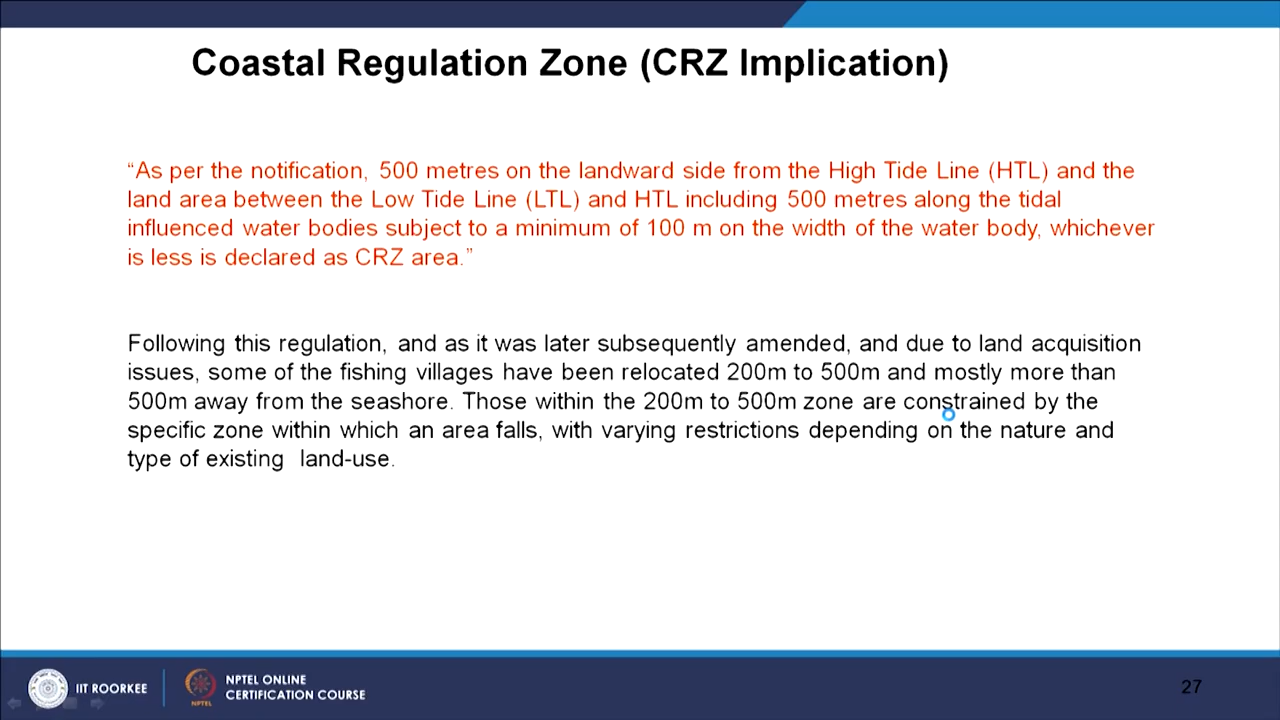 Coastal Regulation Zone (CRZ Implication)
“As per the notification, 500 metres on the landward side from the High Tide Line (HTL) and the
land area between the Low Tide Line (LTL) and HTL including 500 metres along the tidal
influenced water bodies subject to a minimum of 100 m on the width of the water body, whichever
is less is declared as CRZ area.”
Following this regulation, and as it was later subsequently amended, and due to land acquisition
issues, some of the fishing villages have been relocated 200m to 500m and mostly more than
500m away from the seashore. Those within the 200m to 500m zone are constrained by the
specific zone within which an area falls, with varying restrictions depending on the nature and
type of existing land-use.
IIT ROORKEE
NPTEL
NPTEL ONLINE
CERTIFICATION COURSE
27